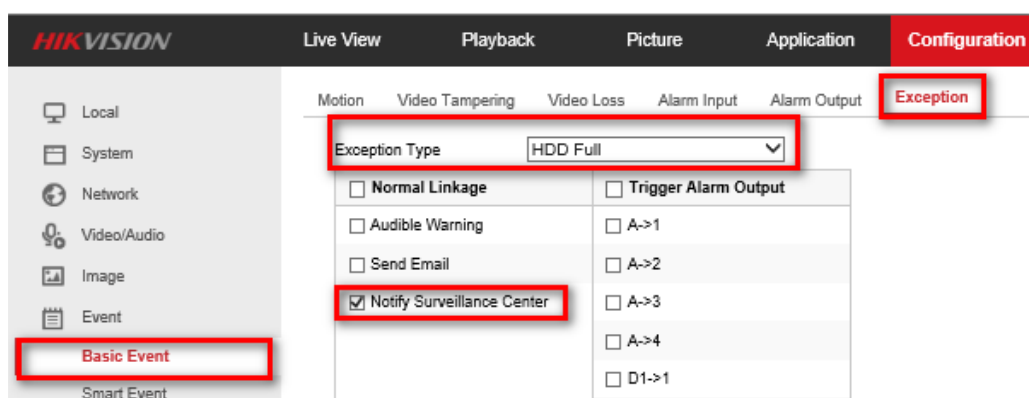 HIKVISION Live View Playback Picture Application Configuration
Motion Video Tampering Video Loss Alarm Input Alarm Output Exception
Local
System
Network
Video/Audio
Image
Event
Basic Event
Smart Event
Exception Type HDD Full
Normal Linkage Trigger Alarm Output
Audible Warning A->1
Send Email A->2
Notify Surveillance Center A->3
A->4
D1->1